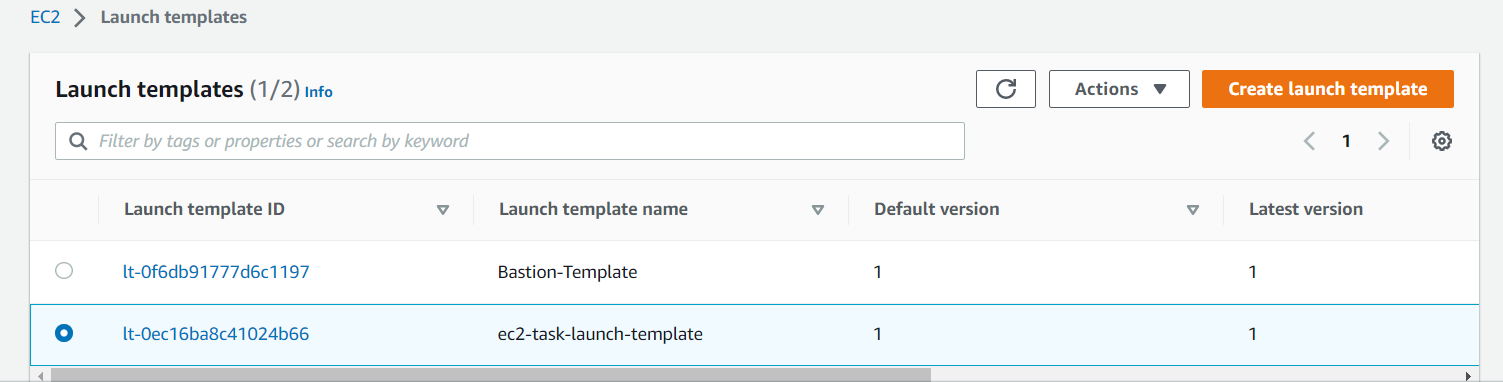 EC2 Launch templates
Launch templates (1/2) Info
Actions
Create launch template
Filter by tags or properties or search by keyword
1
Launch template ID Launch template name Default version Latest version
lt-0f6db91777d6c1197 Bastion-Template 1 1
lt-0ec16ba8c41024b66 ec2-task-launch-template 1 1